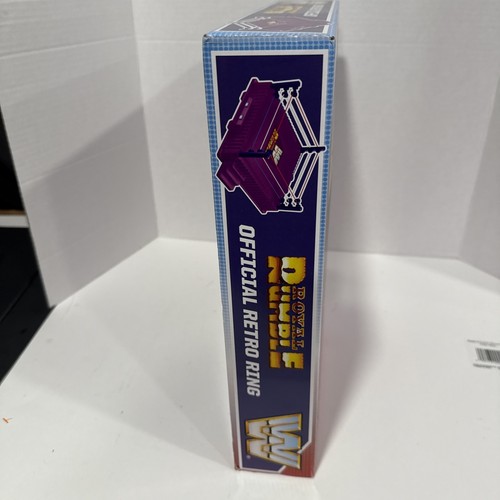 ROYAL
RUMBLE
OFFICIAL RETRO RING
W